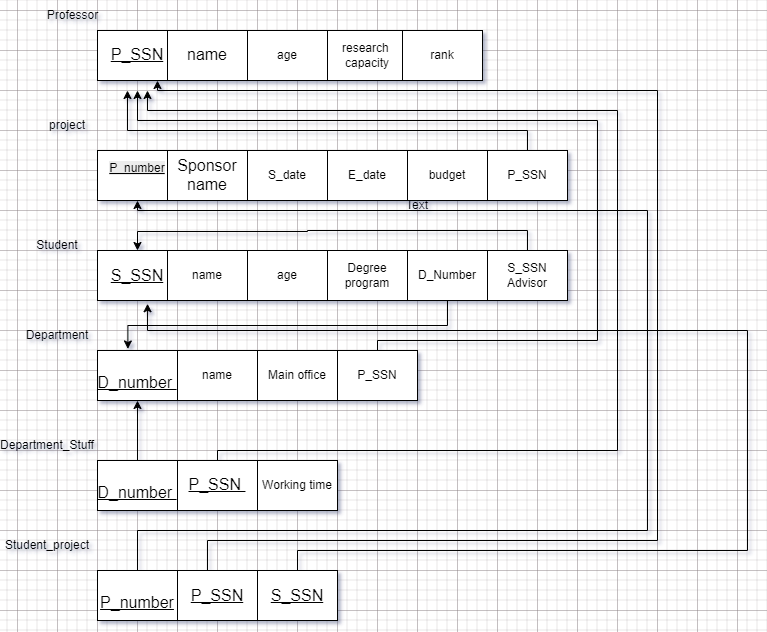 Professor
P_SSN
name
age
research
capacity
rank
project
P_number
Sponsor
name
S_date
E_date
budget
P_SSN
Text
Student
S_SSN
name
age
Degree
program
D_Number
S_SSN
Advisor
Department
D_number
name
Main office
P_SSN
Department_Stuff
D_number
P_SSN
Working time
Student_project
P_number
P_SSN
S_SSN